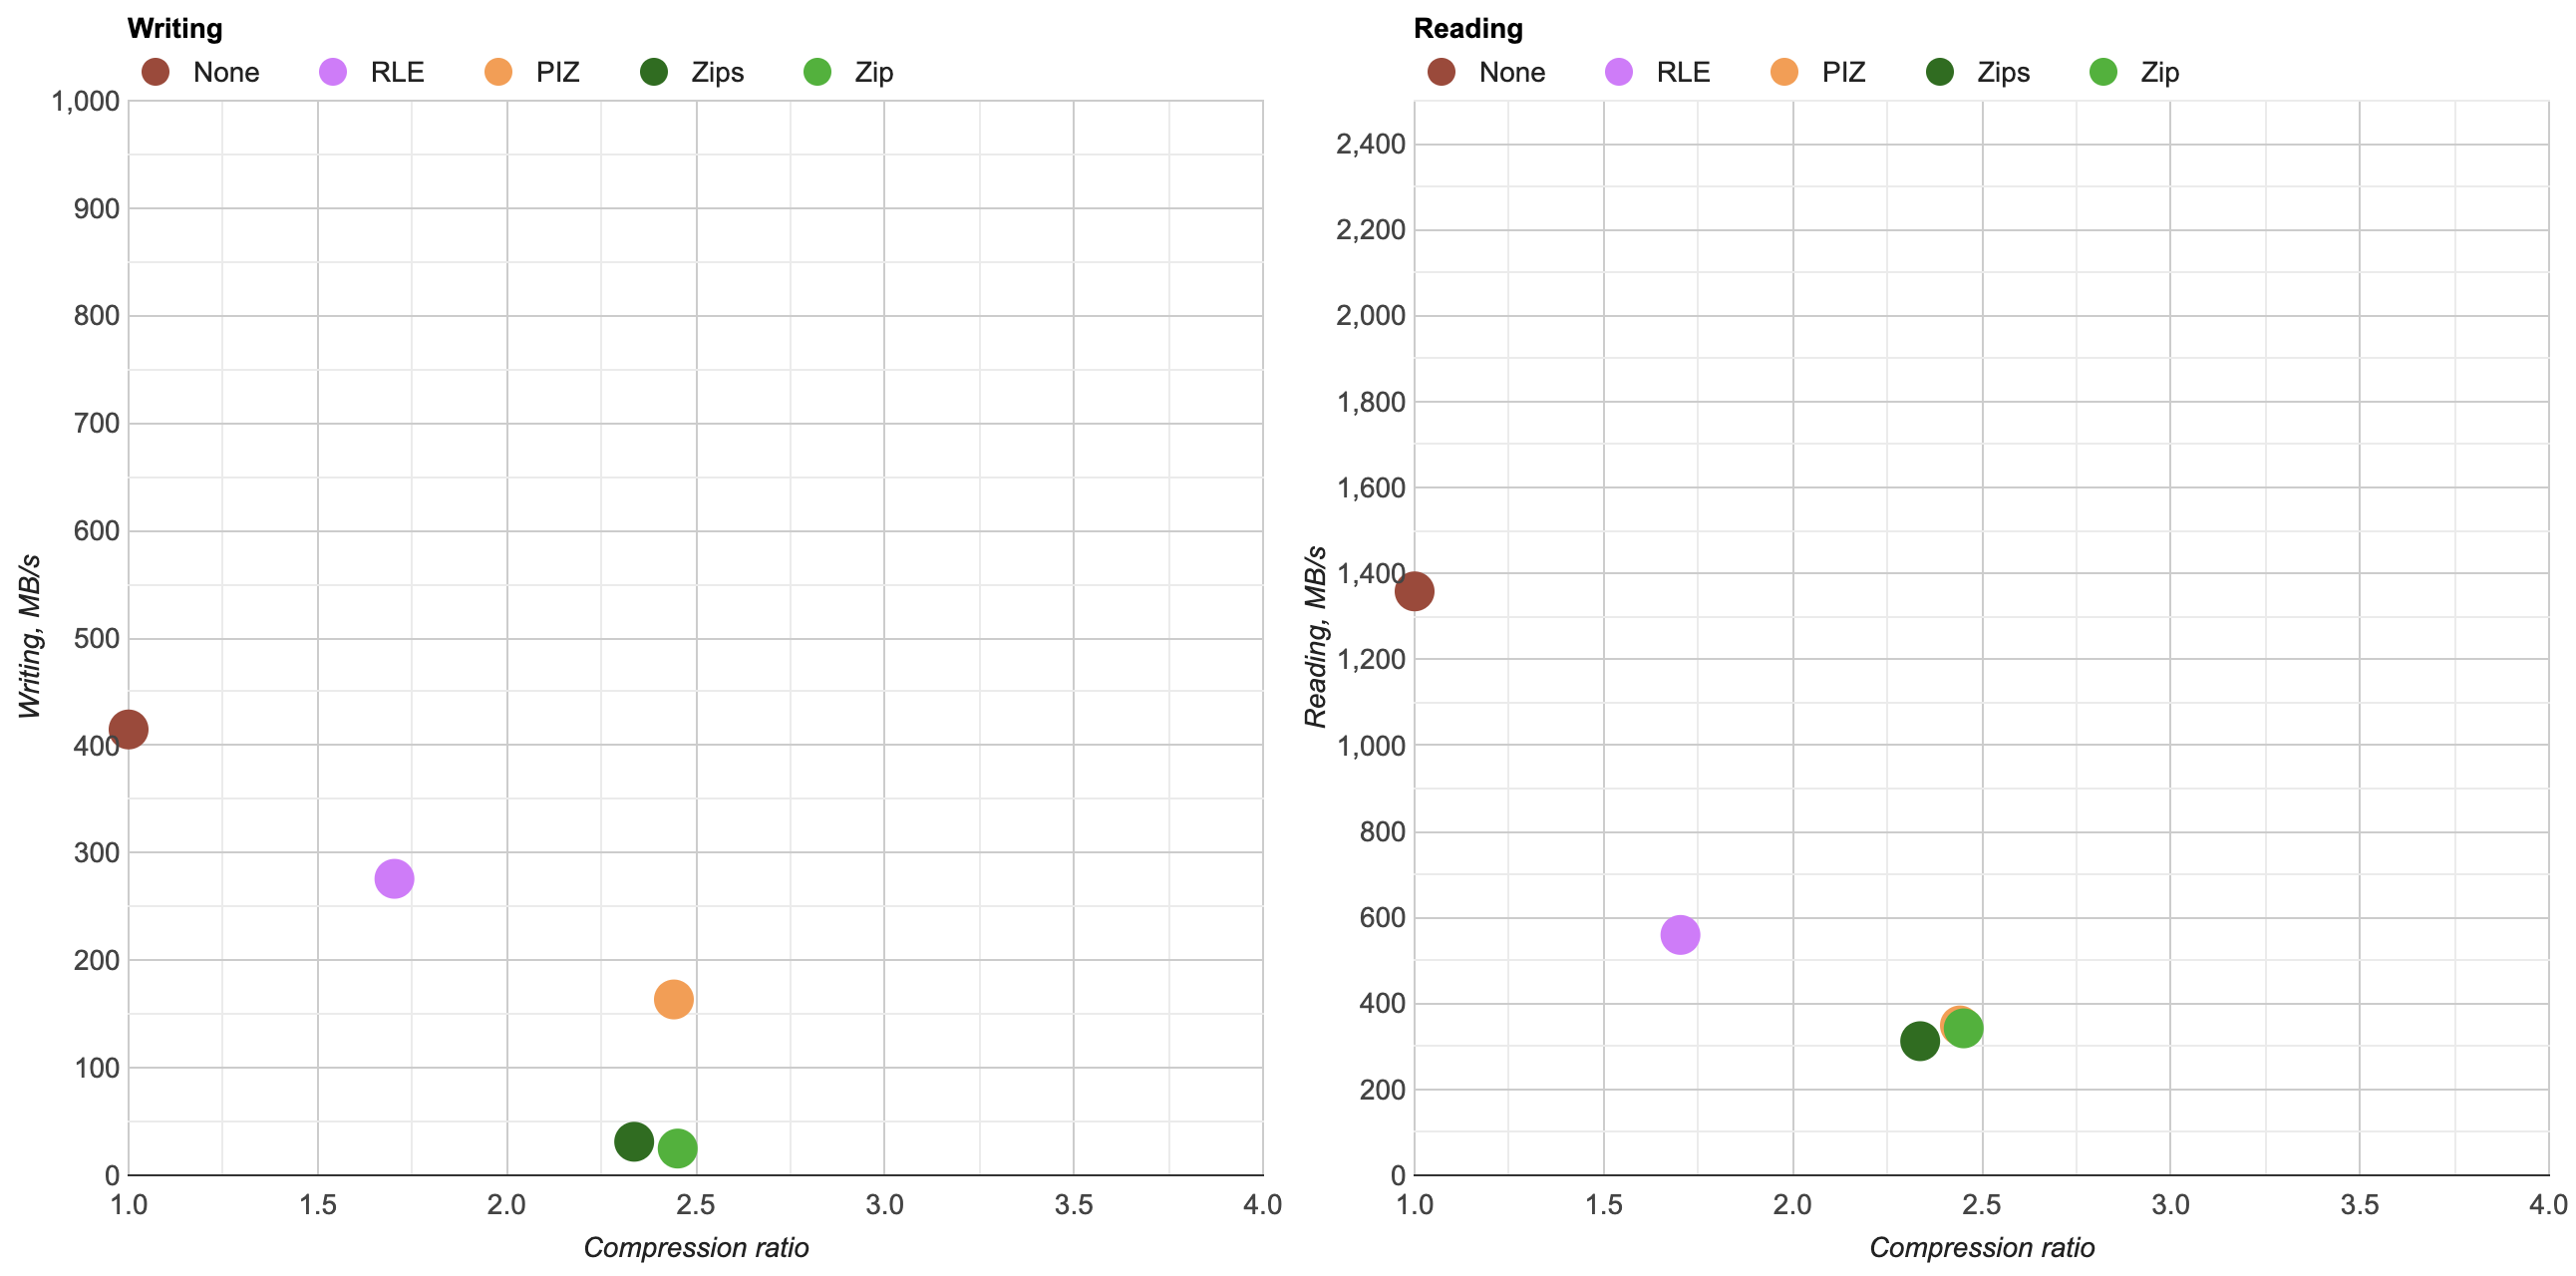 Writing
None RLE PIZ Zips Zip
1,000
900
800
700
600
500
400
300
200
100
0
1.0 1.5 2.0 2.5 3.0 3.5 4.0
Writing, MB/s
Compression ratio
Reading
None RLE PIZ Zips Zip
2,400
2,200
2,000
1,800
1,600
1,400
1,200
1,000
800
600
400
200
0
1.0 1.5 2.0 2.5 3.0 3.5 4.0
Reading, MB/s
Compression ratio